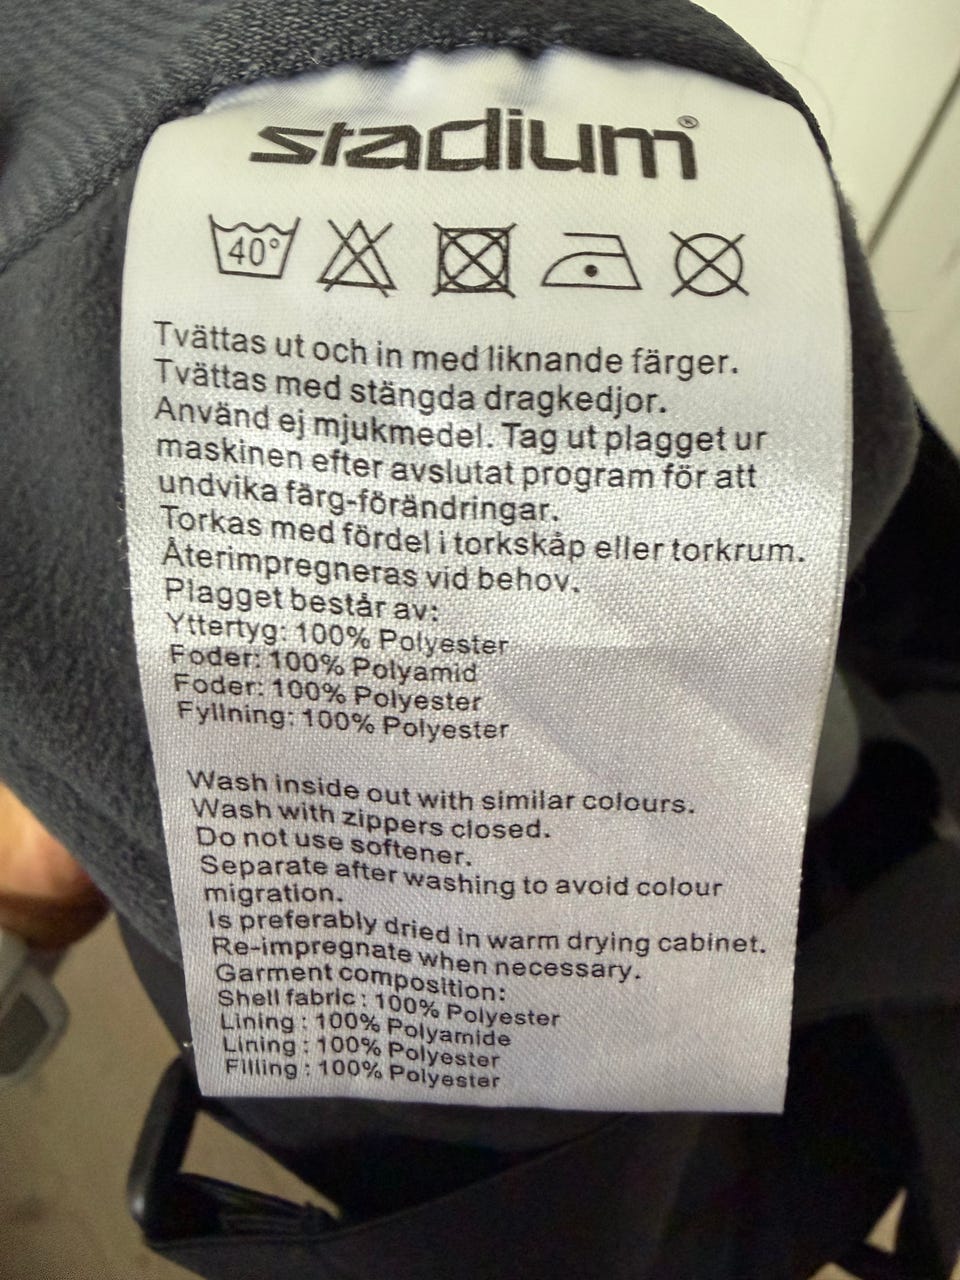 stadium®
40°
Tvättas ut och in med liknande färger.
Tvättas med stängda dragkedjor.
Använd ej mjukmedel. Tag ut plagget ur
maskinen efter avslutat program för att
undvika färg-förändringar.
Torkas med fördel i torkskåp eller torkrum.
Återimpregneras vid behov.
Plagget består av:
Yttertyg: 100% Polyester
Foder: 100% Polyamid
Foder: 100% Polyester
Fyllning: 100% Polyester
Wash inside out with similar colours.
Wash with zippers closed.
Do not use softener.
Separate after washing to avoid colour
migration.
Is preferably dried in warm drying cabinet.
Re-impregnate when necessary.
Garment composition:
Shell fabric : 100% Polyester
Lining : 100% Polyamide
Lining : 100% Polyester
Filling : 100% Polyester